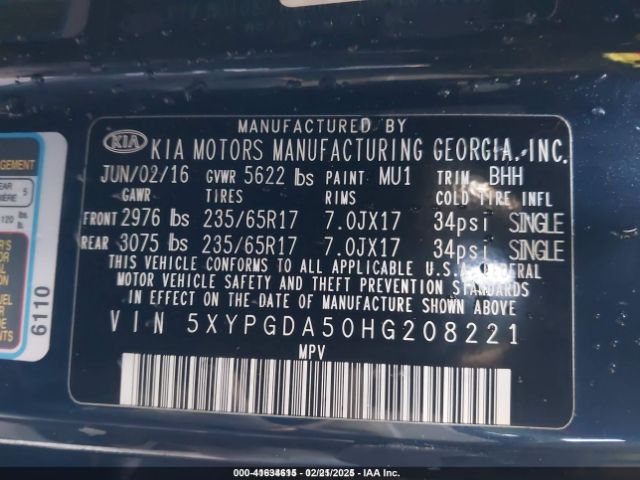 MANUFACTURED BY
KIA KIA MOTORS MANUFACTURING GEORGIA, INC.
JUN/02/16 GVWR 5622 lbs PAINT MU1 TRIM BHH
GAWR TIRES RIMS COLD TIRE INFL
FRONT 2976 lbs 235/65R17 7.0JX17 34psi SINGLE
REAR 3075 lbs 235/65R17 7.0JX17 34psi SINGLE
THIS VEHICLE CONFORMS TO ALL APPLICABLE U.S.A FEDERAL
MOTOR VEHICLE SAFETY AND THEFT PREVENTION STANDARDS
IN EFFECT ON THE DATE OF MANUFACTURE SHOWN ABOVE.
VIN 5XYPGDA50HG208221
MPV
5
120 lb.
6110
02/21/2025 - IAA Inc.